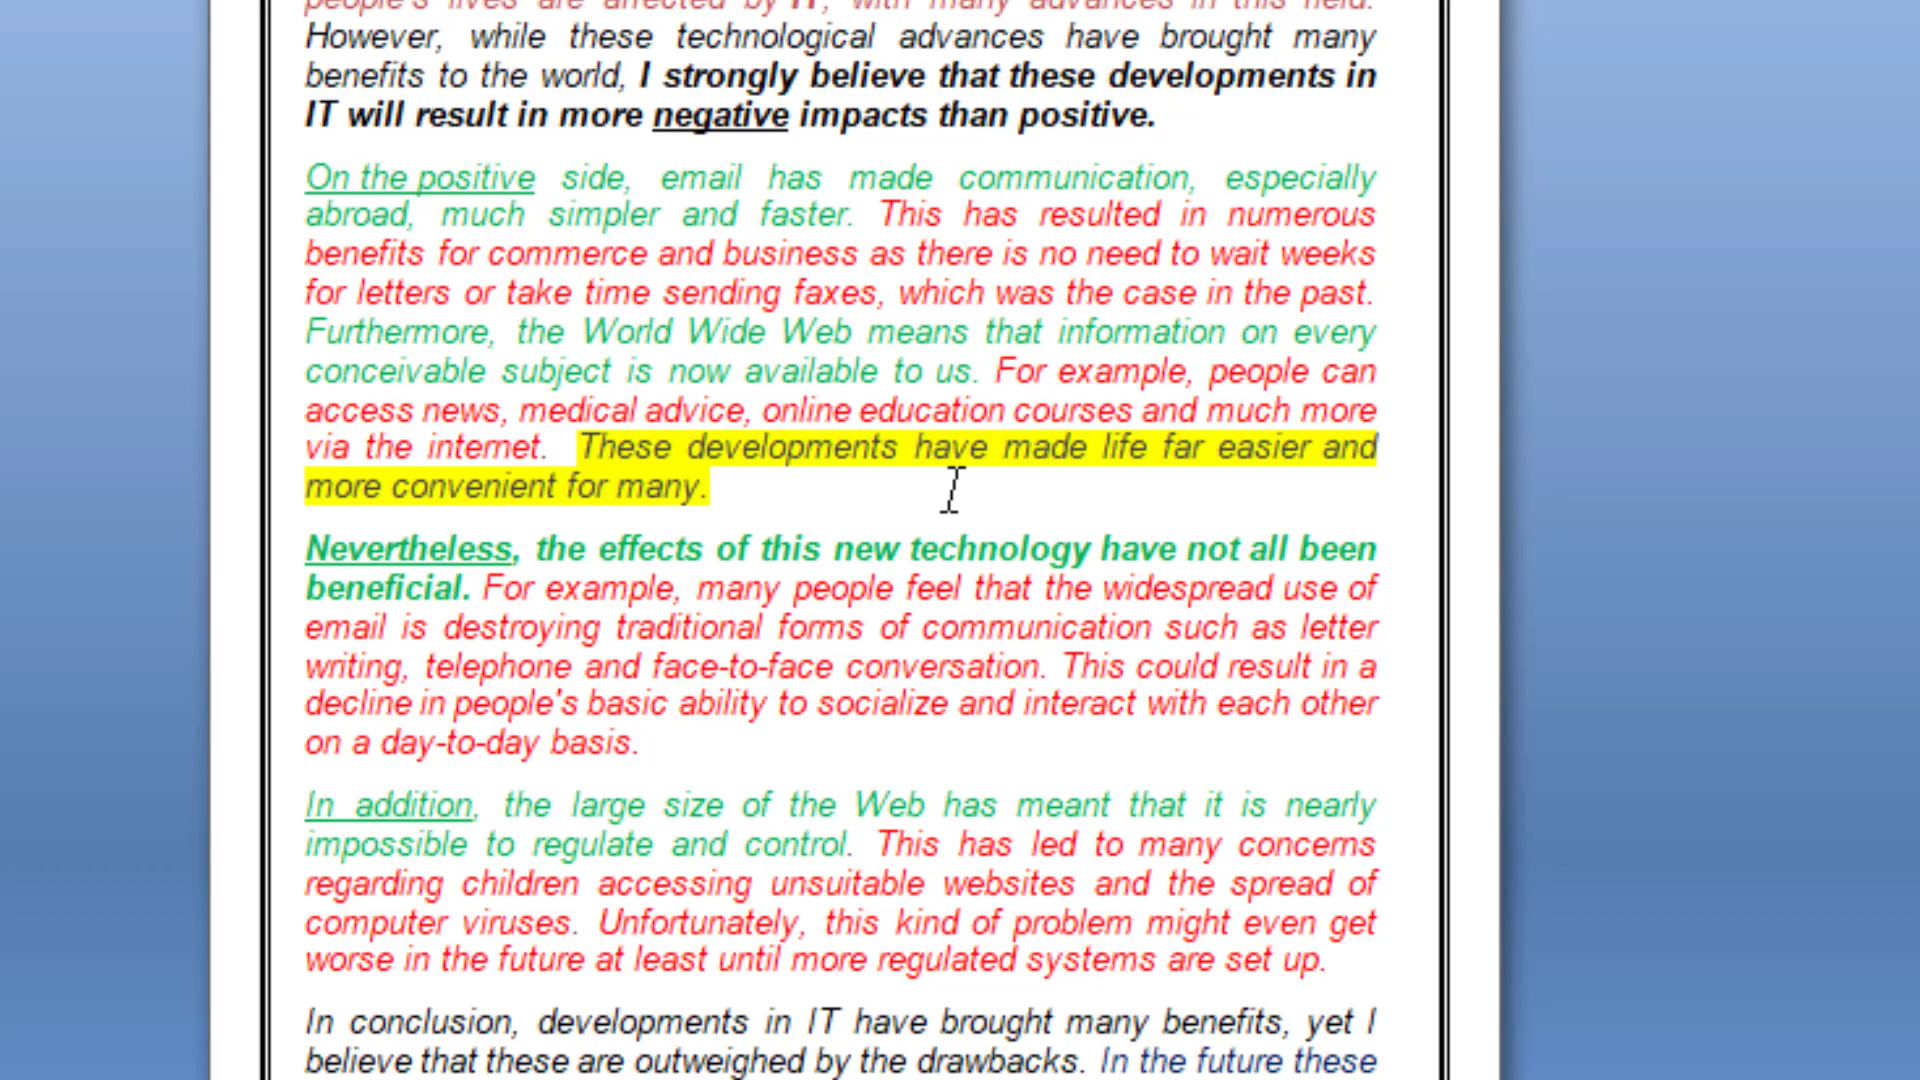 people's lives are affected by IT, with many advances in this field.
However, while these technological advances have brought many
benefits to the world, I strongly believe that these developments in
IT will result in more negative impacts than positive.
On the positive side, email has made communication, especially
abroad, much simpler and faster. This has resulted in numerous
benefits for commerce and business as there is no need to wait weeks
for letters or take time sending faxes, which was the case in the past.
Furthermore, the World Wide Web means that information on every
conceivable subject is now available to us. For example, people can
access news, medical advice, online education courses and much more
via the internet. These developments have made life far easier and
more convenient for many.
Nevertheless, the effects of this new technology have not all been
beneficial. For example, many people feel that the widespread use of
email is destroying traditional forms of communication such as letter
writing, telephone and face-to-face conversation. This could result in a
decline in people's basic ability to socialize and interact with each other
on a day-to-day basis.
In addition, the large size of the Web has meant that it is nearly
impossible to regulate and control. This has led to many concerns
regarding children accessing unsuitable websites and the spread of
computer viruses. Unfortunately, this kind of problem might even get
worse in the future at least until more regulated systems are set up.
In conclusion, developments in IT have brought many benefits, yet I
believe that these are outweighed by the drawbacks. In the future these